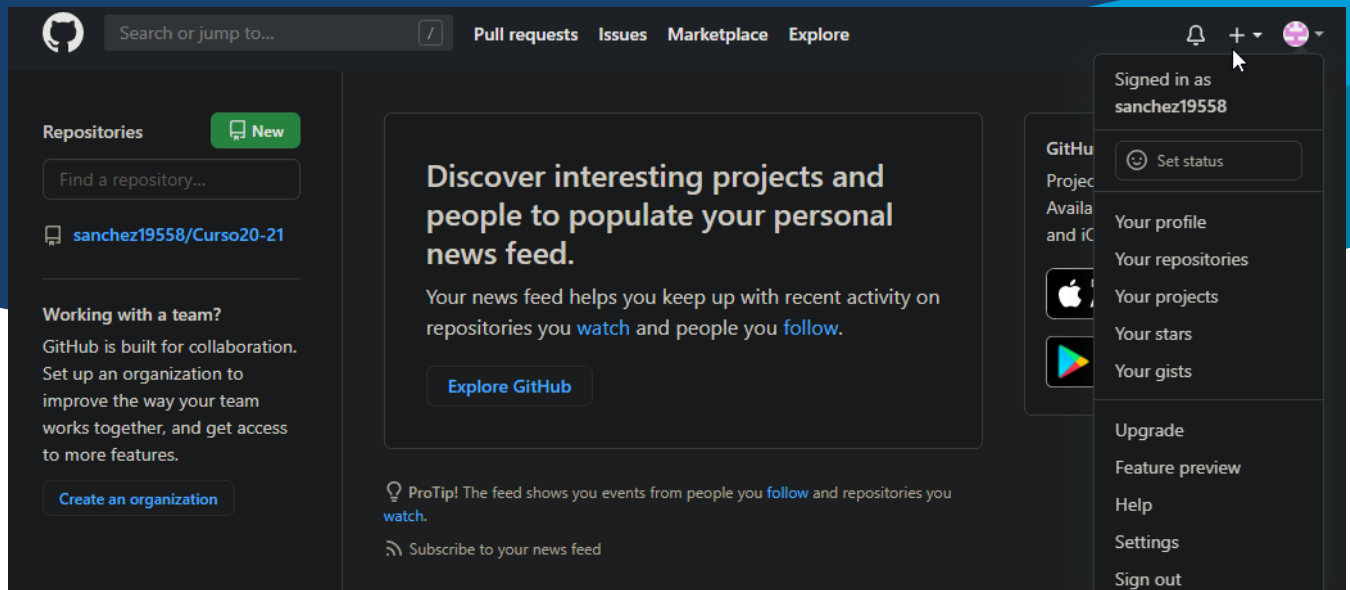 Search or jump to...
/
Pull requests
Issues
Marketplace
Explore
Repositories
New
Find a repository...
sanchez19558/Curso20-21
Working with a team?
GitHub is built for collaboration.
Set up an organization to
improve the way your team
works together, and get access
to more features.
Create an organization
Discover interesting projects and
people to populate your personal
news feed.
Your news feed helps you keep up with recent activity on
repositories you watch and people you follow.
Explore GitHub
ProTip! The feed shows you events from people you follow and repositories you
watch.
Subscribe to your news feed
GitHu
Projec
Availa
and iO
Signed in as
sanchez19558
Set status
Your profile
Your repositories
Your projects
Your stars
Your gists
Upgrade
Feature preview
Help
Settings
Sign out